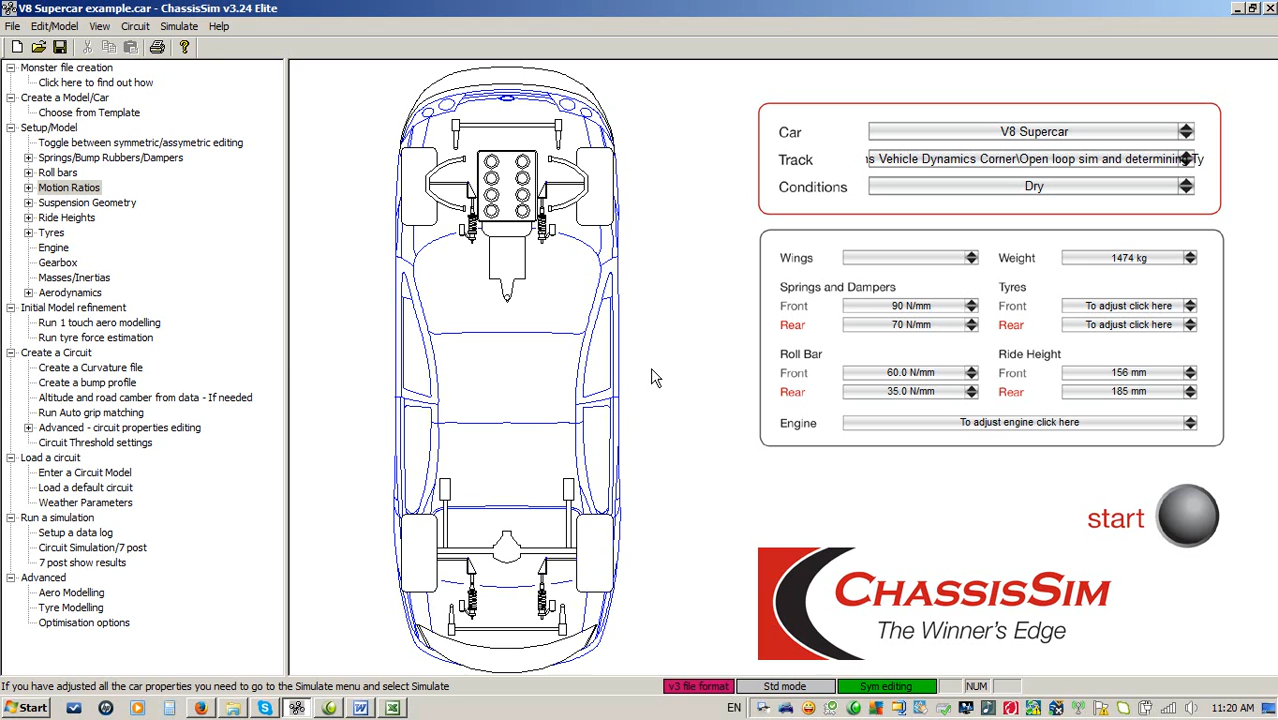 V8 Supercar example.car - ChassisSim v3.24 Elite
File Edit/Model View Circuit Simulate Help
Monster file creation
Click here to find out how
Create a Model/Car
Choose from Template
Setup/Model
Toggle between symmetric/assymetric editing
Springs/Bump Rubbers/Dampers
Roll bars
Motion Ratios
Suspension Geometry
Ride Heights
Tyres
Engine
Gearbox
Masses/Inertias
Aerodynamics
Initial Model refinement
Run 1 touch aero modelling
Run tyre force estimation
Create a Circuit
Create a Curvature file
Create a bump profile
Altitude and road camber from data - If needed
Run Auto grip matching
Advanced - circuit properties editing
Circuit Threshold settings
Load a circuit
Enter a Circuit Model
Load a default circuit
Weather Parameters
Run a simulation
Setup a data log
Circuit Simulation/7 post
7 post show results
Advanced
Aero Modelling
Tyre Modelling
Optimisation options
Car V8 Supercar
Track s Vehicle Dynamics Corner\Open loop sim and determining Ty
Conditions Dry
Wings Weight 1474 kg
Springs and Dampers Tyres
Front 90 N/mm Front To adjust click here
Rear 70 N/mm Rear To adjust click here
Roll Bar Ride Height
Front 60.0 N/mm Front 156 mm
Rear 35.0 N/mm Rear 185 mm
Engine To adjust engine click here
start
CHASSISSIM
The Winner's Edge
If you have adjusted all the car properties you need to go to the Simulate menu and select Simulate v3 file format Std mode Sym editing NUM
Start EN 11:20 AM